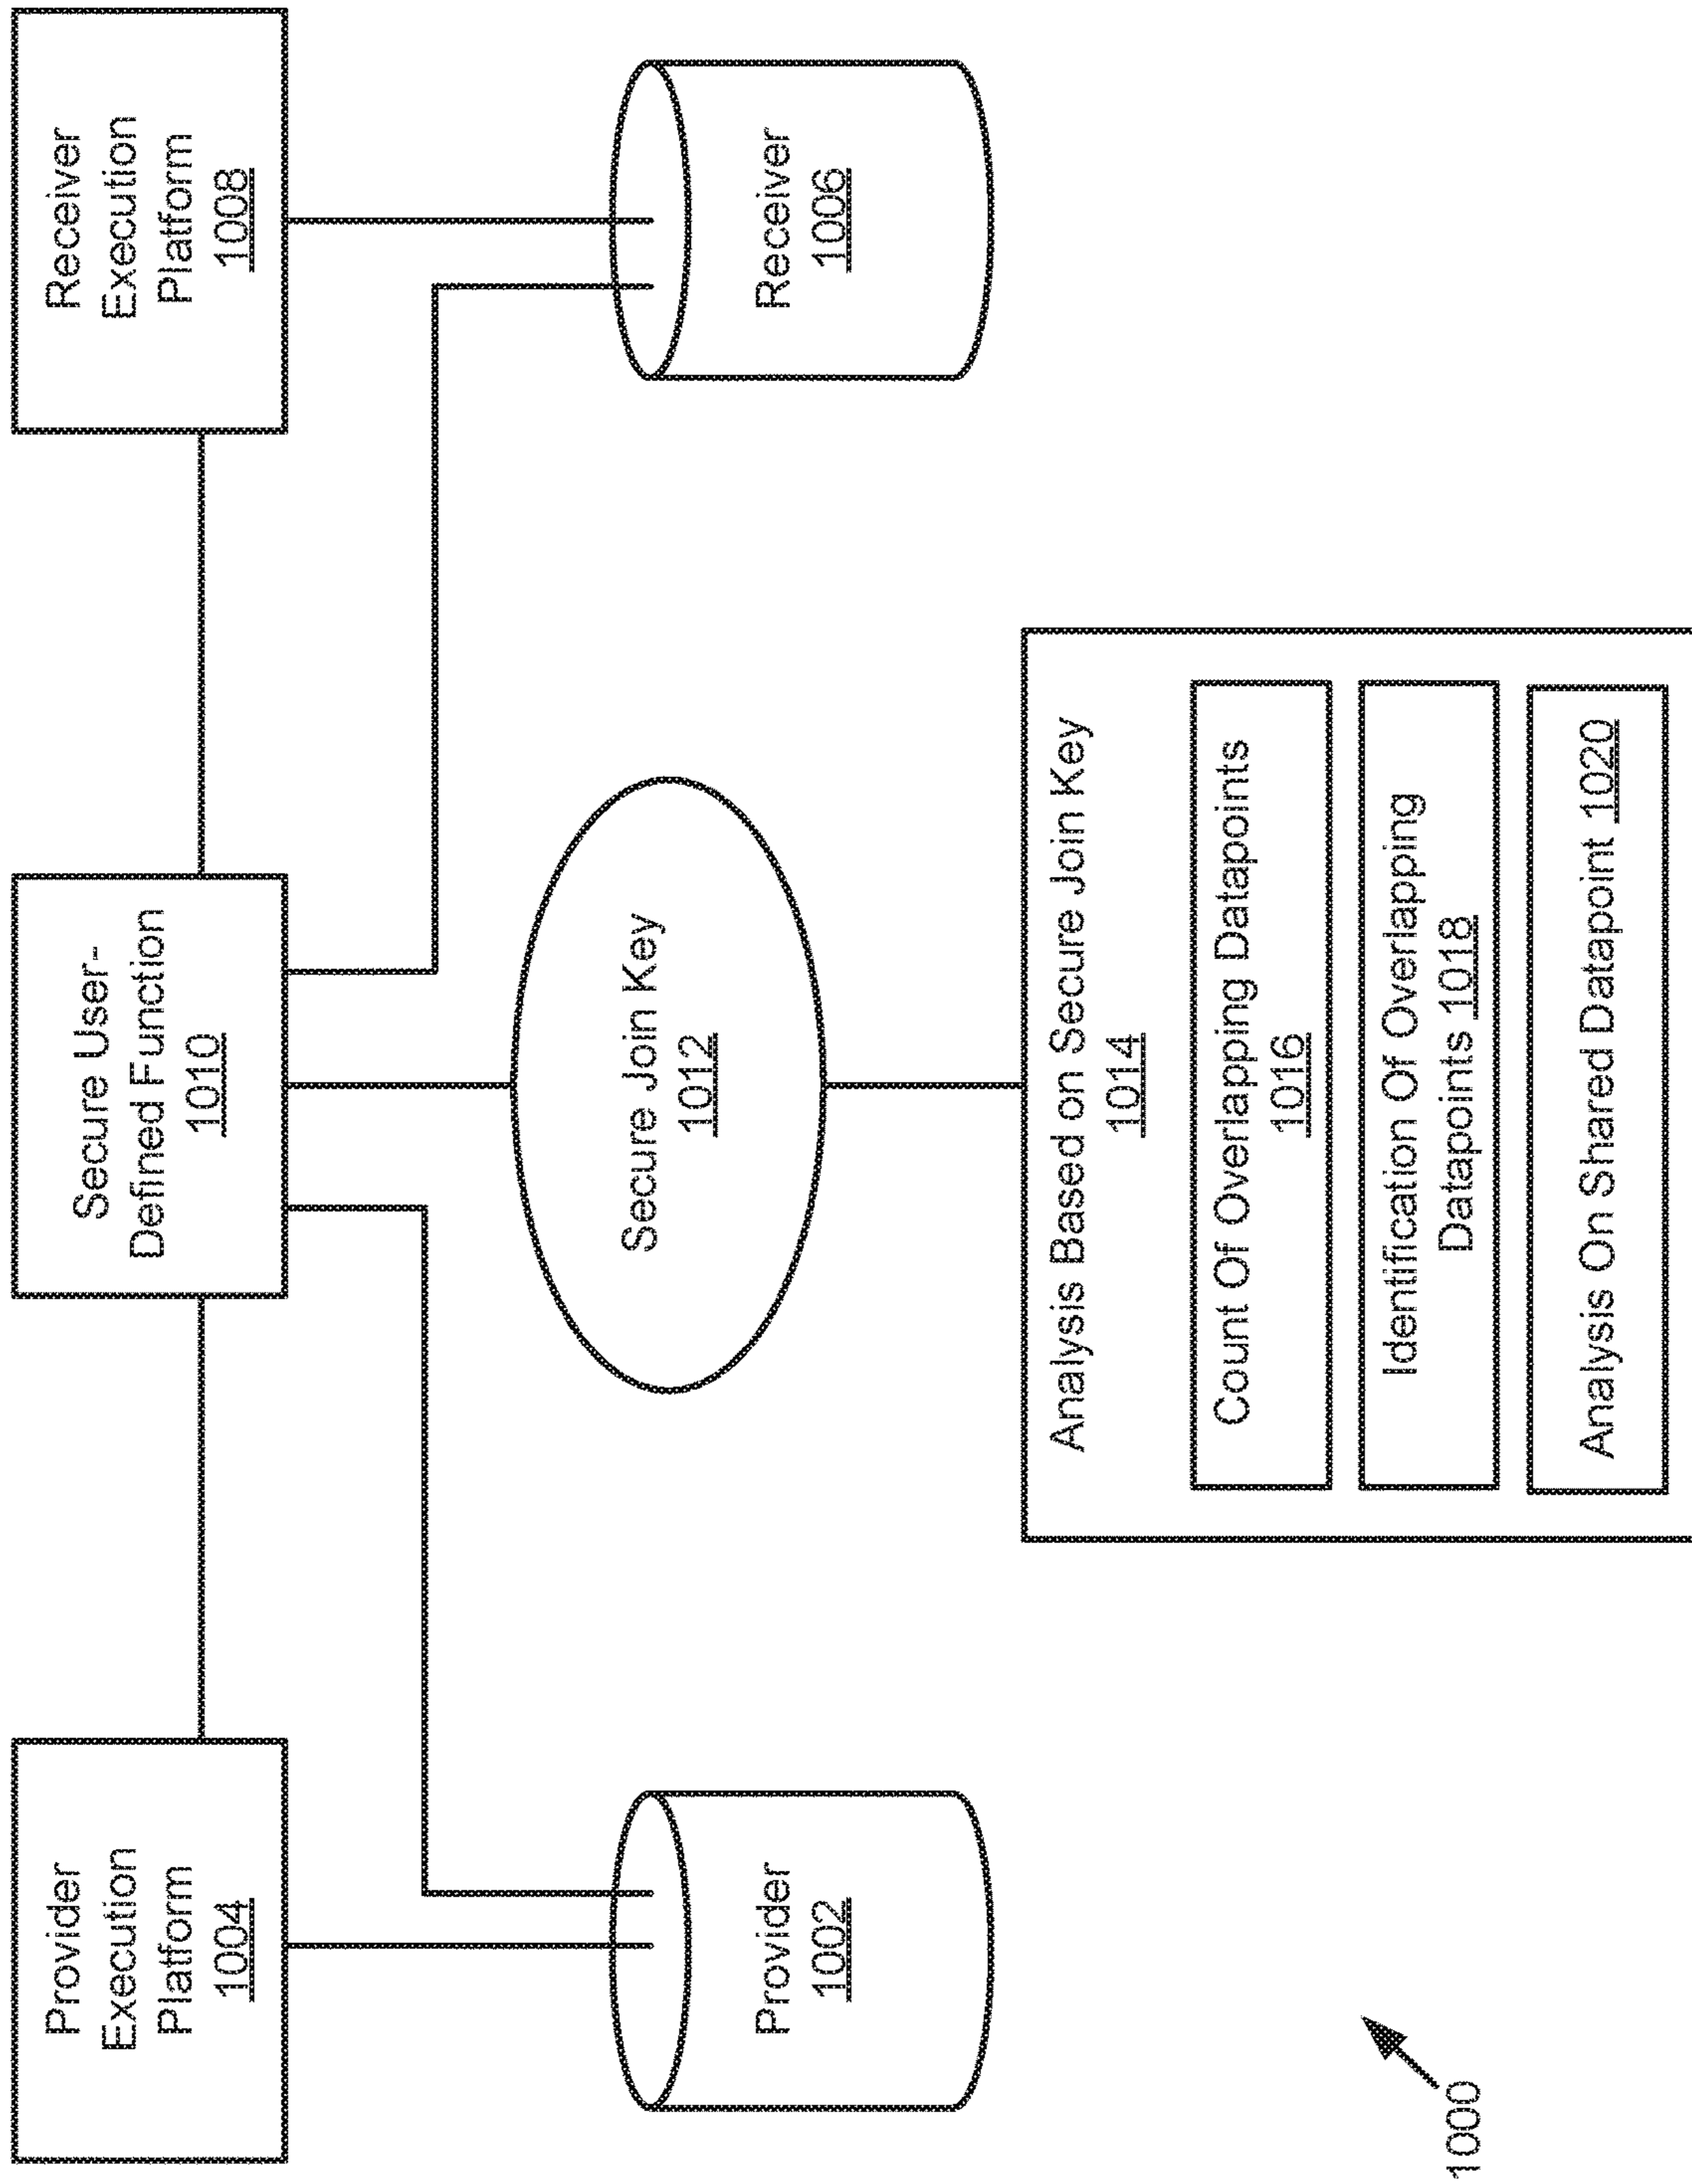 Provider
Execution
Platform
1004
Secure User-
Defined Function
1010
Receiver
Execution
Platform
1008
Provider
1002
Secure Join Key
1012
Receiver
1006
Analysis Based on Secure Join Key
1014
Count Of Overlapping Datapoints
1016
Identification Of Overlapping
Datapoints 1018
Analysis On Shared Datapoint 1020
1000